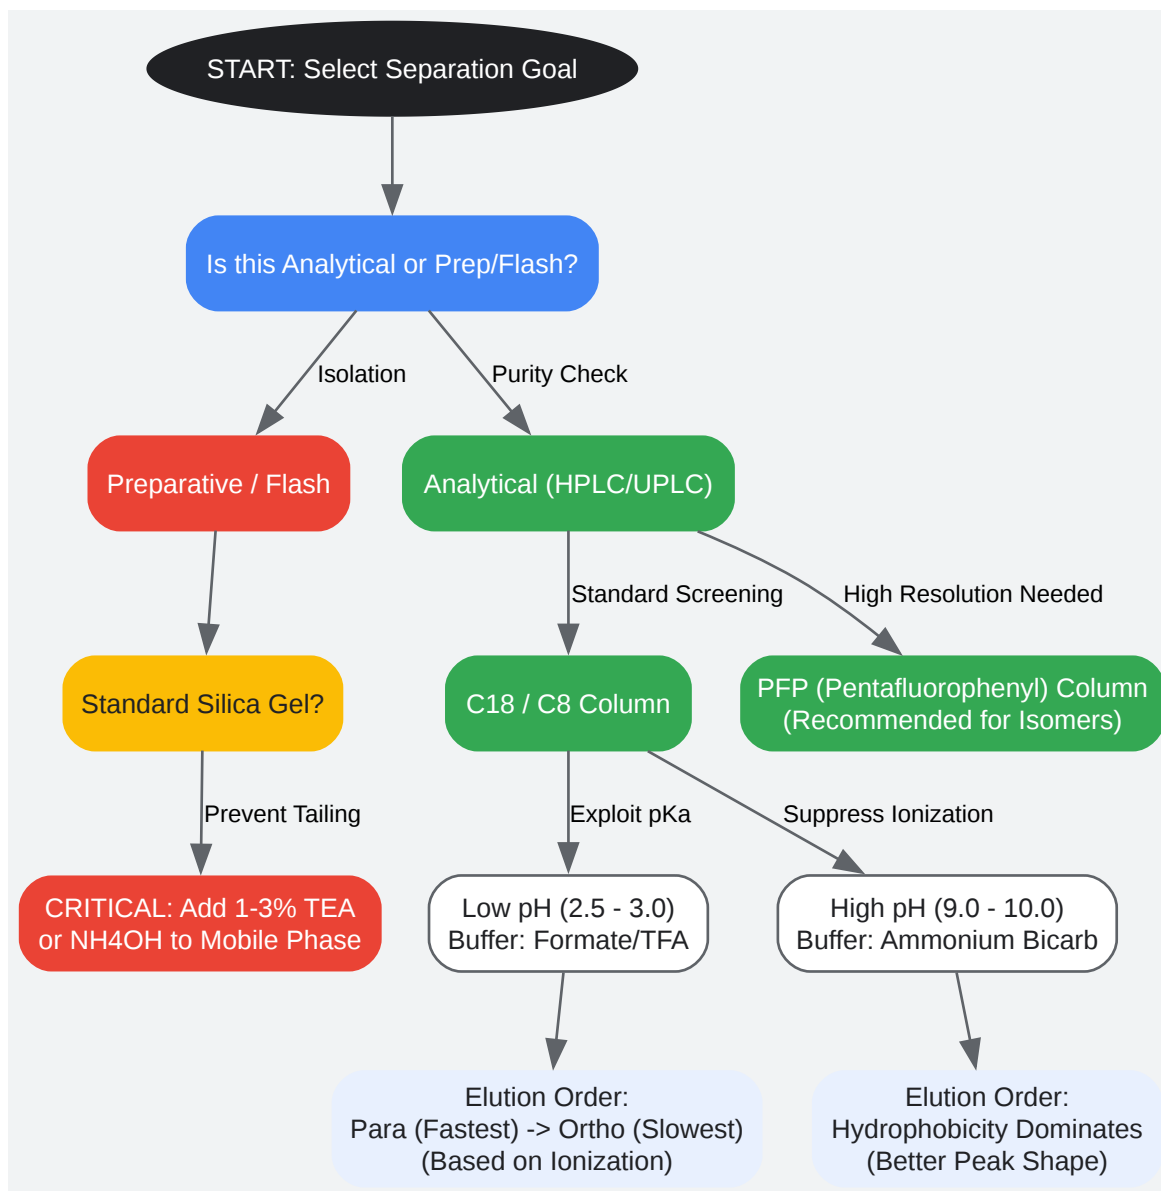 START: Select Separation Goal
Is this Analytical or Prep/Flash?
Isolation
Purity Check
Preparative / Flash
Analytical (HPLC/UPLC)
Standard Screening
High Resolution Needed
Standard Silica Gel?
C18 / C8 Column
PFP (Pentafluorophenyl) Column
(Recommended for Isomers)
Prevent Tailing
Exploit pKa
Suppress Ionization
CRITICAL: Add 1-3% TEA
or NH4OH to Mobile Phase
Low pH (2.5 - 3.0)
Buffer: Formate/TFA
High pH (9.0 - 10.0)
Buffer: Ammonium Bicarb
Elution Order:
Para (Fastest) -> Ortho (Slowest)
(Based on Ionization)
Elution Order:
Hydrophobicity Dominates
(Better Peak Shape)